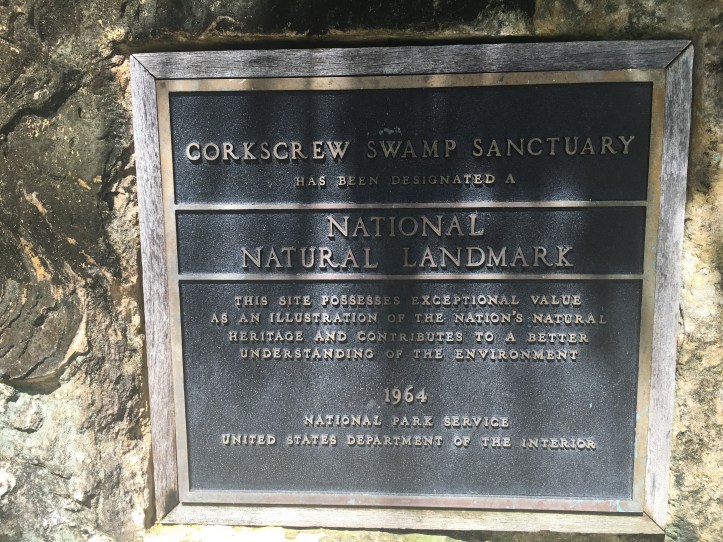 CORKSCREW SWAMP SANCTUARY
HAS BEEN DESIGNATED A
NATIONAL
NATURAL LANDMARK
THIS SITE POSSESSES EXCEPTIONAL VALUE
AS AN ILLUSTRATION OF THE NATION'S NATURAL
HERITAGE AND CONTRIBUTES TO A BETTER
UNDERSTANDING OF THE ENVIRONMENT
1964
NATIONAL PARK SERVICE
UNITED STATES DEPARTMENT OF THE INTERIOR